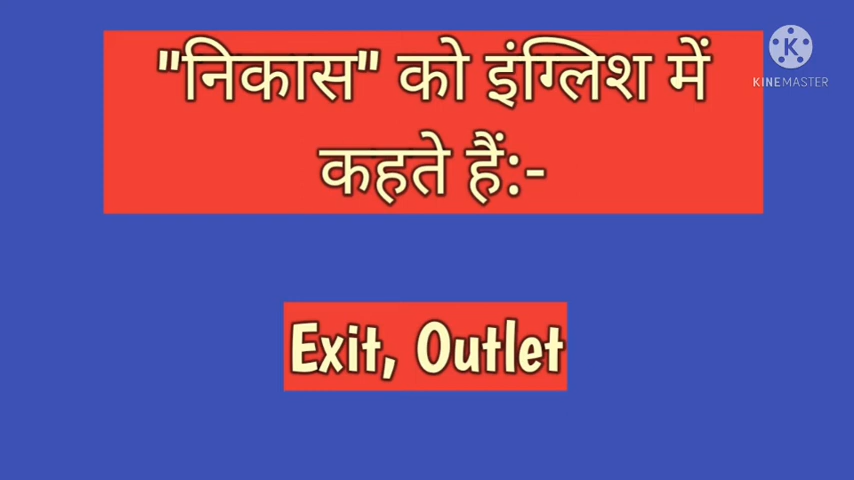 "निकास" को इंग्लिश में
कहते हैं:-
Exit, Outlet
K
KINEMASTER